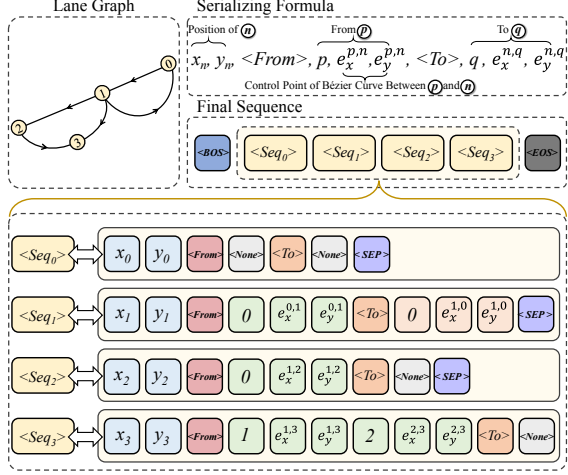 Lane Graph
0
1
2
3
Serializing Formula
Position of n
From p
To q
x_n, y_n, <From>, p, e_x^{p,n}, e_y^{p,n}, <To>, q, e_x^{n,q}, e_y^{n,q}
Control Point of Bézier Curve Between p and n
Final Sequence
<BOS> <Seq_0> <Seq_1> <Seq_2> <Seq_3> <EOS>
<Seq_0> x_0 y_0 <From> <None> <To> <None> <SEP>
<Seq_1> x_1 y_1 <From> 0 e_x^{0,1} e_y^{0,1} <To> 0 e_x^{1,0} e_y^{1,0} <SEP>
<Seq_2> x_2 y_2 <From> 0 e_x^{1,2} e_y^{1,2} <To> <None> <SEP>
<Seq_3> x_3 y_3 <From> 1 e_x^{1,3} e_y^{1,3} 2 e_x^{2,3} e_y^{2,3} <To> <None>